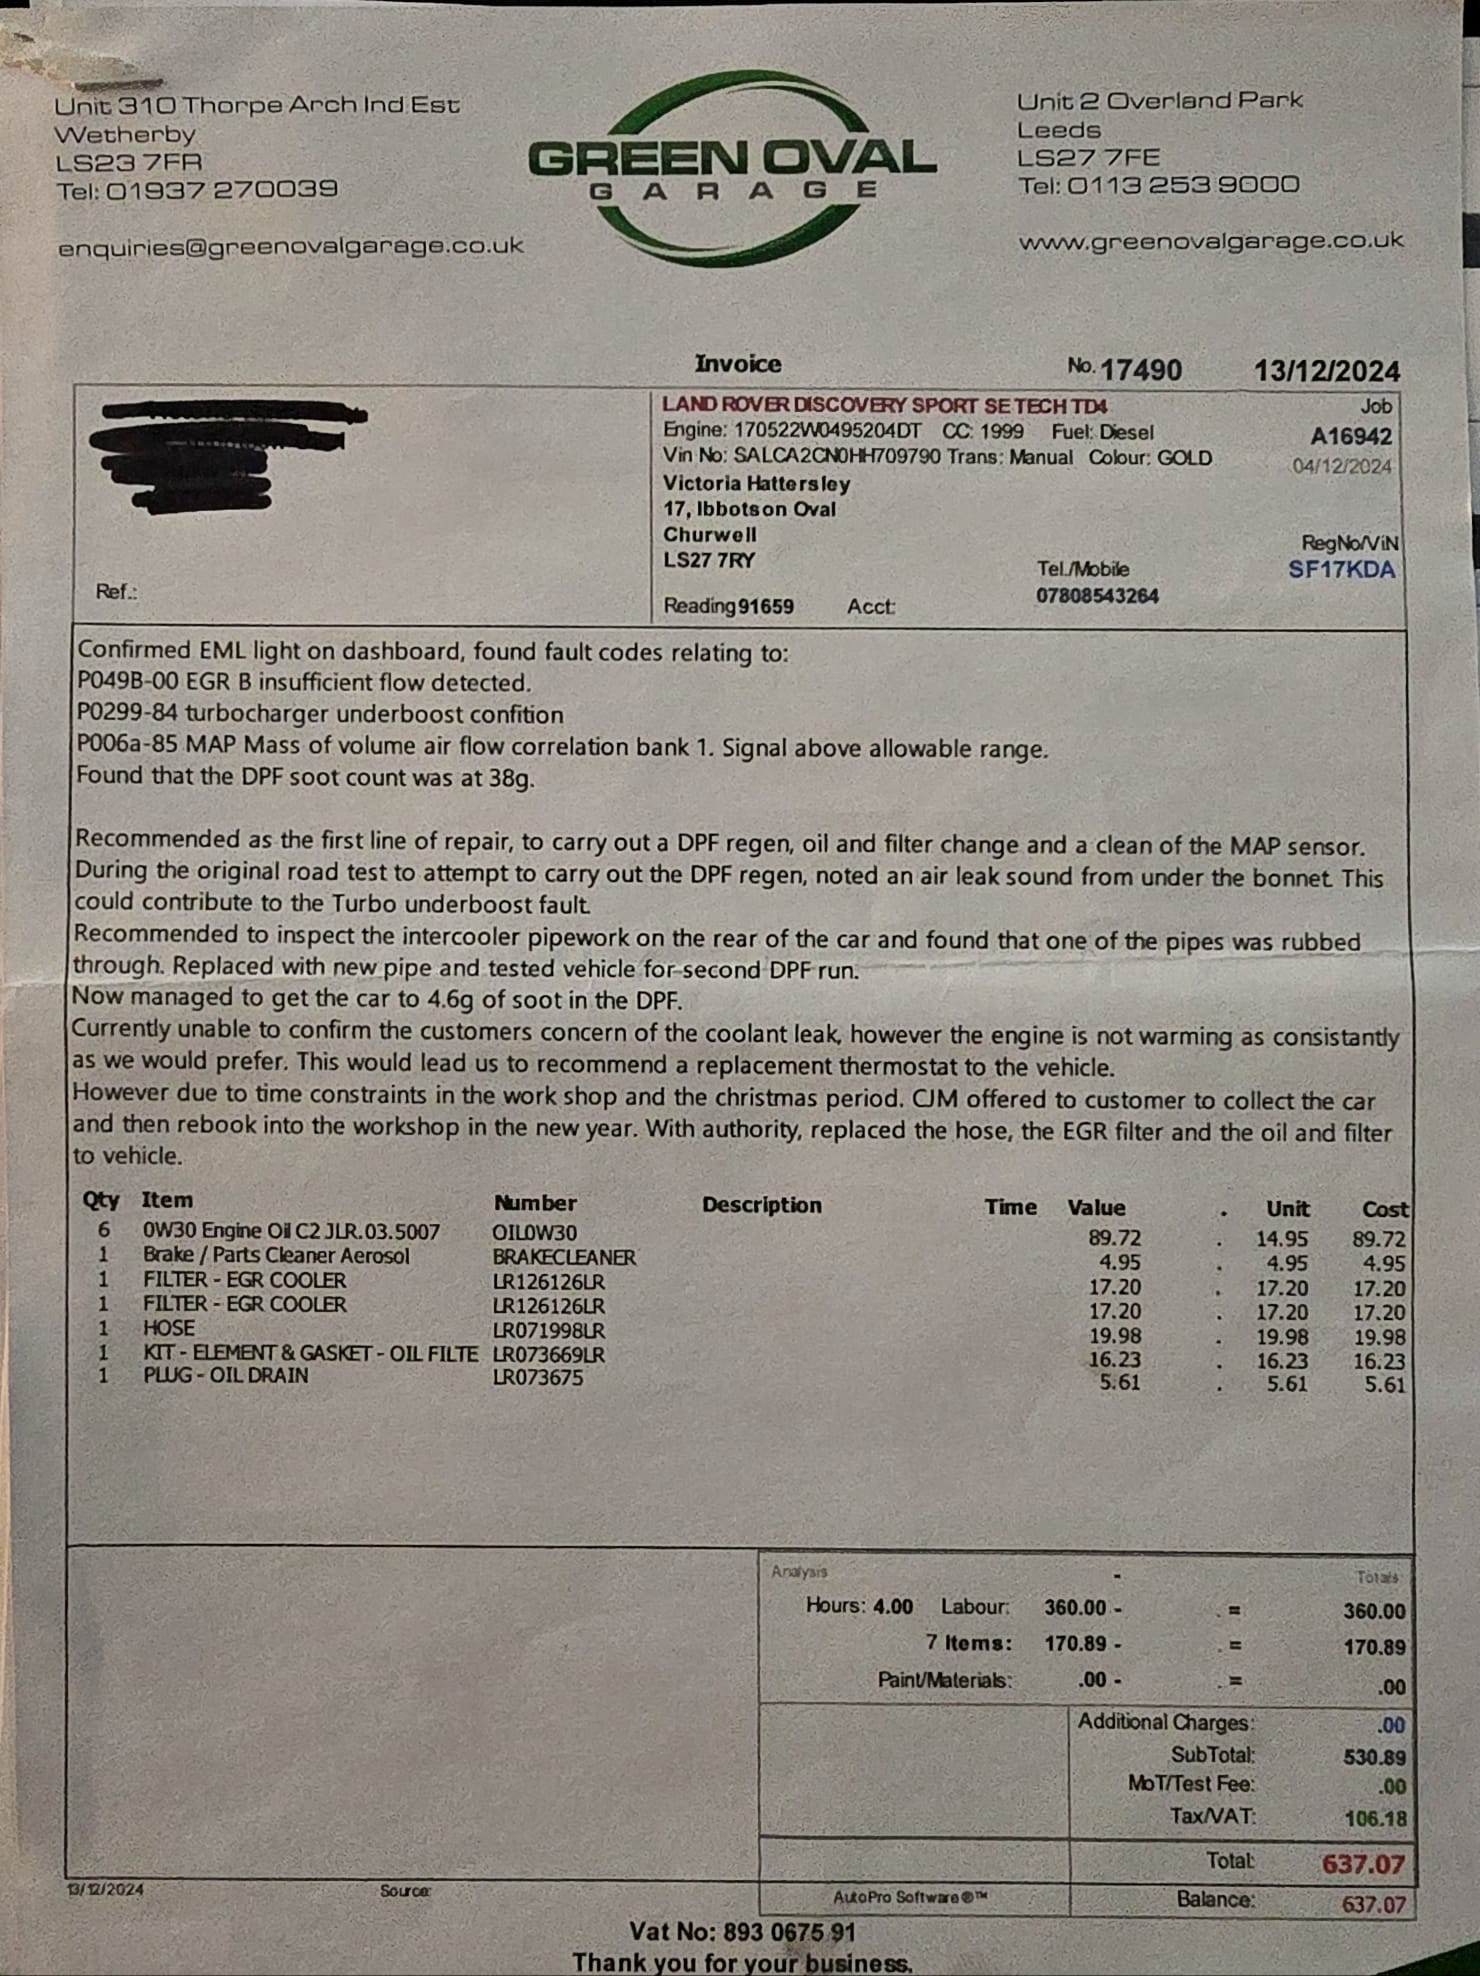 Unit 310 Thorpe Arch Ind Est
Wetherby
LS23 7FR
Tel: 01937 270039
enquiries@greenovalgarage.co.uk
GREEN OVAL
GARAGE
Unit 2 Overland Park
Leeds
LS27 7FE
Tel: 0113 253 9000
www.greenovalgarage.co.uk
Invoice No. 17490 13/12/2024
LAND ROVER DISCOVERY SPORT SE TECH TD4 Job
Engine: 170522W0495204DT CC: 1999 Fuel: Diesel A16942
Vin No: SALCA2CN0HH709790 Trans: Manual Colour: GOLD 04/12/2024
Victoria Hattersley
17, Ibbotson Oval
Churwell RegNo/ViN
LS27 7RY Tel./Mobile SF17KDA
Ref.: 07808543264
Reading 91659 Acct:
Confirmed EML light on dashboard, found fault codes relating to:
P049B-00 EGR B insufficient flow detected.
P0299-84 turbocharger underboost confition
P006a-85 MAP Mass of volume air flow correlation bank 1. Signal above allowable range.
Found that the DPF soot count was at 38g.
Recommended as the first line of repair, to carry out a DPF regen, oil and filter change and a clean of the MAP sensor.
During the original road test to attempt to carry out the DPF regen, noted an air leak sound from under the bonnet. This
could contribute to the Turbo underboost fault.
Recommended to inspect the intercooler pipework on the rear of the car and found that one of the pipes was rubbed
through. Replaced with new pipe and tested vehicle for second DPF run.
Now managed to get the car to 4.6g of soot in the DPF.
Currently unable to confirm the customers concern of the coolant leak, however the engine is not warming as consistantly
as we would prefer. This would lead us to recommend a replacement thermostat to the vehicle.
However due to time constraints in the work shop and the christmas period. CJM offered to customer to collect the car
and then rebook into the workshop in the new year. With authority, replaced the hose, the EGR filter and the oil and filter
to vehicle.
Qty Item Number Description Time Value . Unit Cost
6 0W30 Engine Oil C2 JLR.03.5007 OIL0W30 89.72 . 14.95 89.72
1 Brake / Parts Cleaner Aerosol BRAKECLEANER 4.95 . 4.95 4.95
1 FILTER - EGR COOLER LR126126LR 17.20 . 17.20 17.20
1 FILTER - EGR COOLER LR126126LR 17.20 . 17.20 17.20
1 HOSE LR071998LR 19.98 . 19.98 19.98
1 KIT - ELEMENT & GASKET - OIL FILTE LR073669LR 16.23 . 16.23 16.23
1 PLUG - OIL DRAIN LR073675 5.61 . 5.61 5.61
Analysis - Totals
Hours: 4.00 Labour: 360.00 - . = 360.00
7 Items: 170.89 - . = 170.89
Paint/Materials: .00 - . = .00
Additional Charges: .00
SubTotal: 530.89
MoT/Test Fee: .00
Tax/VAT: 106.18
Total: 637.07
13/12/2024 Source: AutoPro Software®™ Balance: 637.07
Vat No: 893 0675 91
Thank you for your business.